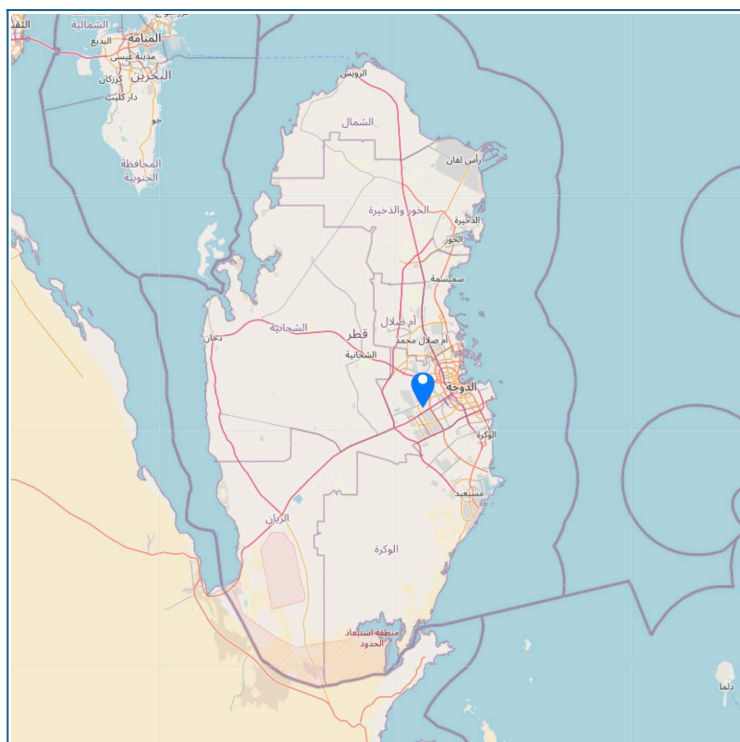 الشمالية
المنامة
البديع
مدينة عيسى
البحرين
كرزكان
دار كليب
جو
المحافظة
الجنوبية
الرويس
الشمال
راس لفان
الخور والذخيرة
الذخيرة
الخور
سميسمة
أم صلال
أم صلال محمد
الشحانية
قطر
دخان
الشحانية
الدوحة
الوكرة
مسيعيد
الريان
الوكرة
منطقة استبعاد
الحدود
دلما